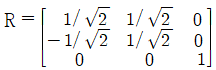 R = [ 1/√2 1/√2 0
-1/√2 1/√2 0
0 0 1 ]